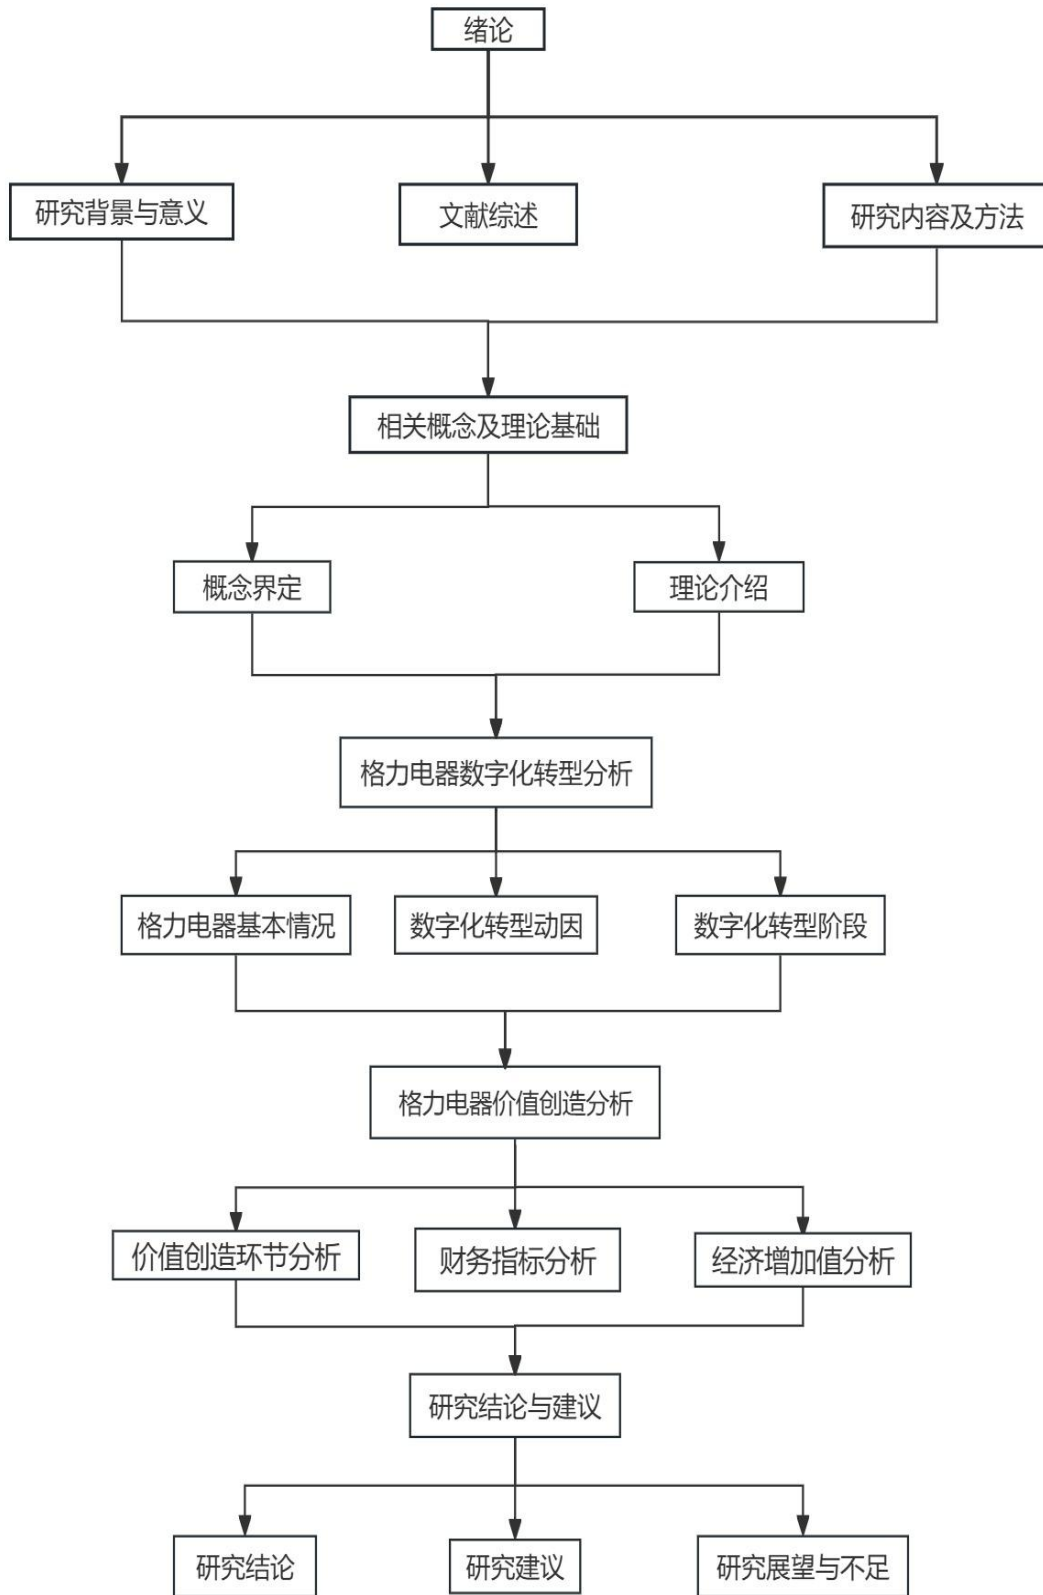 绪论
研究背景与意义
文献综述
研究内容及方法
相关概念及理论基础
概念界定
理论介绍
格力电器数字化转型分析
格力电器基本情况
数字化转型动因
数字化转型阶段
格力电器价值创造分析
价值创造环节分析
财务指标分析
经济增加值分析
研究结论与建议
研究结论
研究建议
研究展望与不足